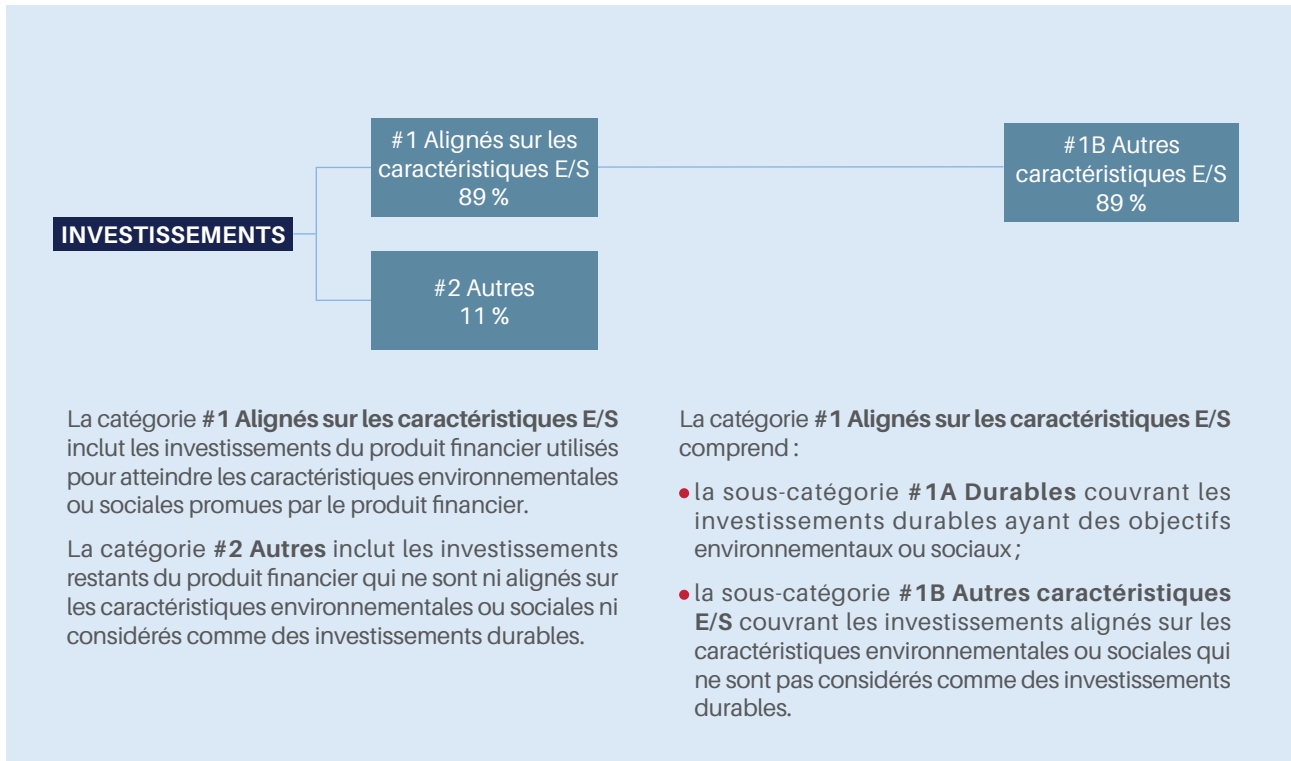 #1 Alignés sur les
caractéristiques E/S
89 %
#1B Autres
caractéristiques E/S
89 %
INVESTISSEMENTS
#2 Autres
11 %
La catégorie #1 Alignés sur les caractéristiques E/S
inclut les investissements du produit financier utilisés
pour atteindre les caractéristiques environnementales
ou sociales promues par le produit financier.
La catégorie #2 Autres inclut les investissements
restants du produit financier qui ne sont ni alignés sur
les caractéristiques environnementales ou sociales ni
considérés comme des investissements durables.
La catégorie #1 Alignés sur les caractéristiques E/S
comprend :
• la sous-catégorie #1A Durables couvrant les
investissements durables ayant des objectifs
environnementaux ou sociaux ;
• la sous-catégorie #1B Autres caractéristiques
E/S couvrant les investissements alignés sur les
caractéristiques environnementales ou sociales qui
ne sont pas considérés comme des investissements
durables.